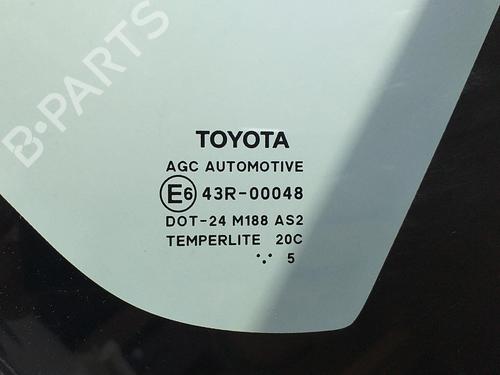 B-PARTS
TOYOTA
AGC AUTOMOTIVE
E6 43R-00048
DOT-24 M188 AS2
TEMPERLITE 20C
∵ 5